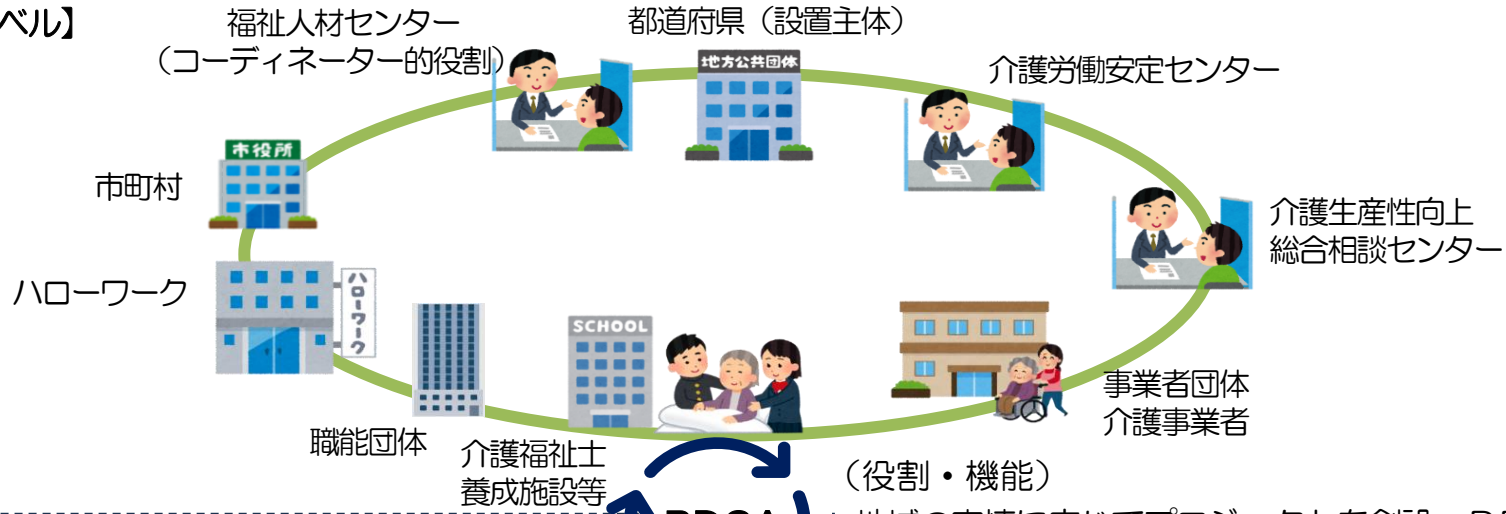 ベル】
福祉人材センター
(コーディネーター的役割)
都道府県(設置主体)
地方公共団体
介護労働安定センター
市役所
市町村
介護生産性向上
総合相談センター
ハローワーク
ハローワーク
SCHOOL
職能団体
介護福祉士
養成施設等
事業者団体
介護事業者
(役割・機能)
PDCA